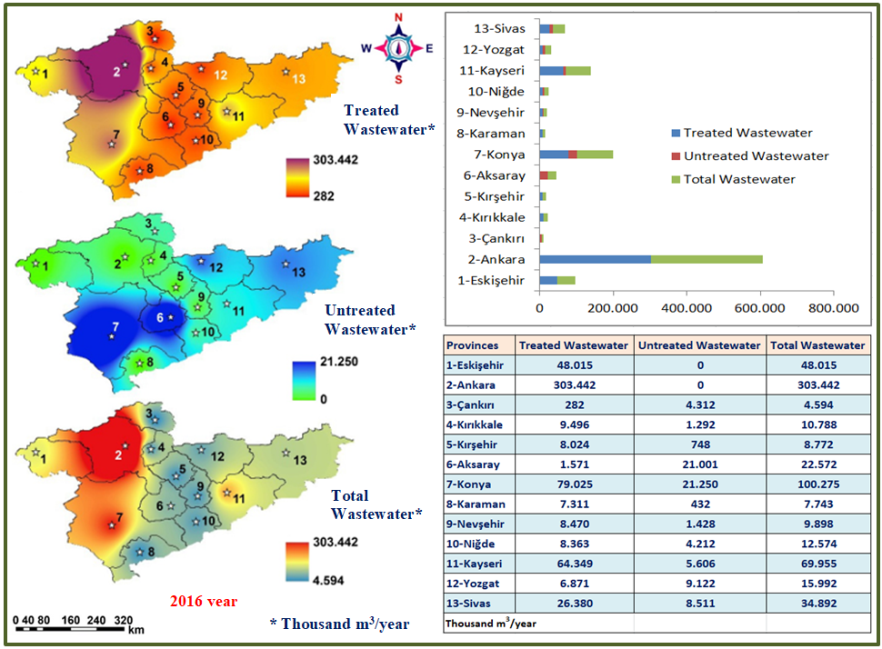 N
W E
S
1
2
3
4
5
6
7
8
9
10
11
12
13
Treated
Wastewater*
303.442
282
1
2
3
4
5
6
7
8
9
10
11
12
13
Untreated
Wastewater*
21.250
0
1
2
3
4
5
6
7
8
9
10
11
12
13
Total
Wastewater*
303.442
4.594
2016 year
0 40 80 160 240 320
km
* Thousand m³/year
13-Sivas
12-Yozgat
11-Kayseri
10-Niğde
9-Nevşehir
8-Karaman
7-Konya
6-Aksaray
5-Kırşehir
4-Kırıkkale
3-Çankırı
2-Ankara
1-Eskişehir
0 200.000 400.000 600.000 800.000
Treated Wastewater
Untreated Wastewater
Total Wastewater
Provinces Treated Wastewater Untreated Wastewater Total Wastewater
1-Eskişehir 48.015 0 48.015
2-Ankara 303.442 0 303.442
3-Çankırı 282 4.312 4.594
4-Kırıkkale 9.496 1.292 10.788
5-Kırşehir 8.024 748 8.772
6-Aksaray 1.571 21.001 22.572
7-Konya 79.025 21.250 100.275
8-Karaman 7.311 432 7.743
9-Nevşehir 8.470 1.428 9.898
10-Niğde 8.363 4.212 12.574
11-Kayseri 64.349 5.606 69.955
12-Yozgat 6.871 9.122 15.992
13-Sivas 26.380 8.511 34.892
Thousand m³/year